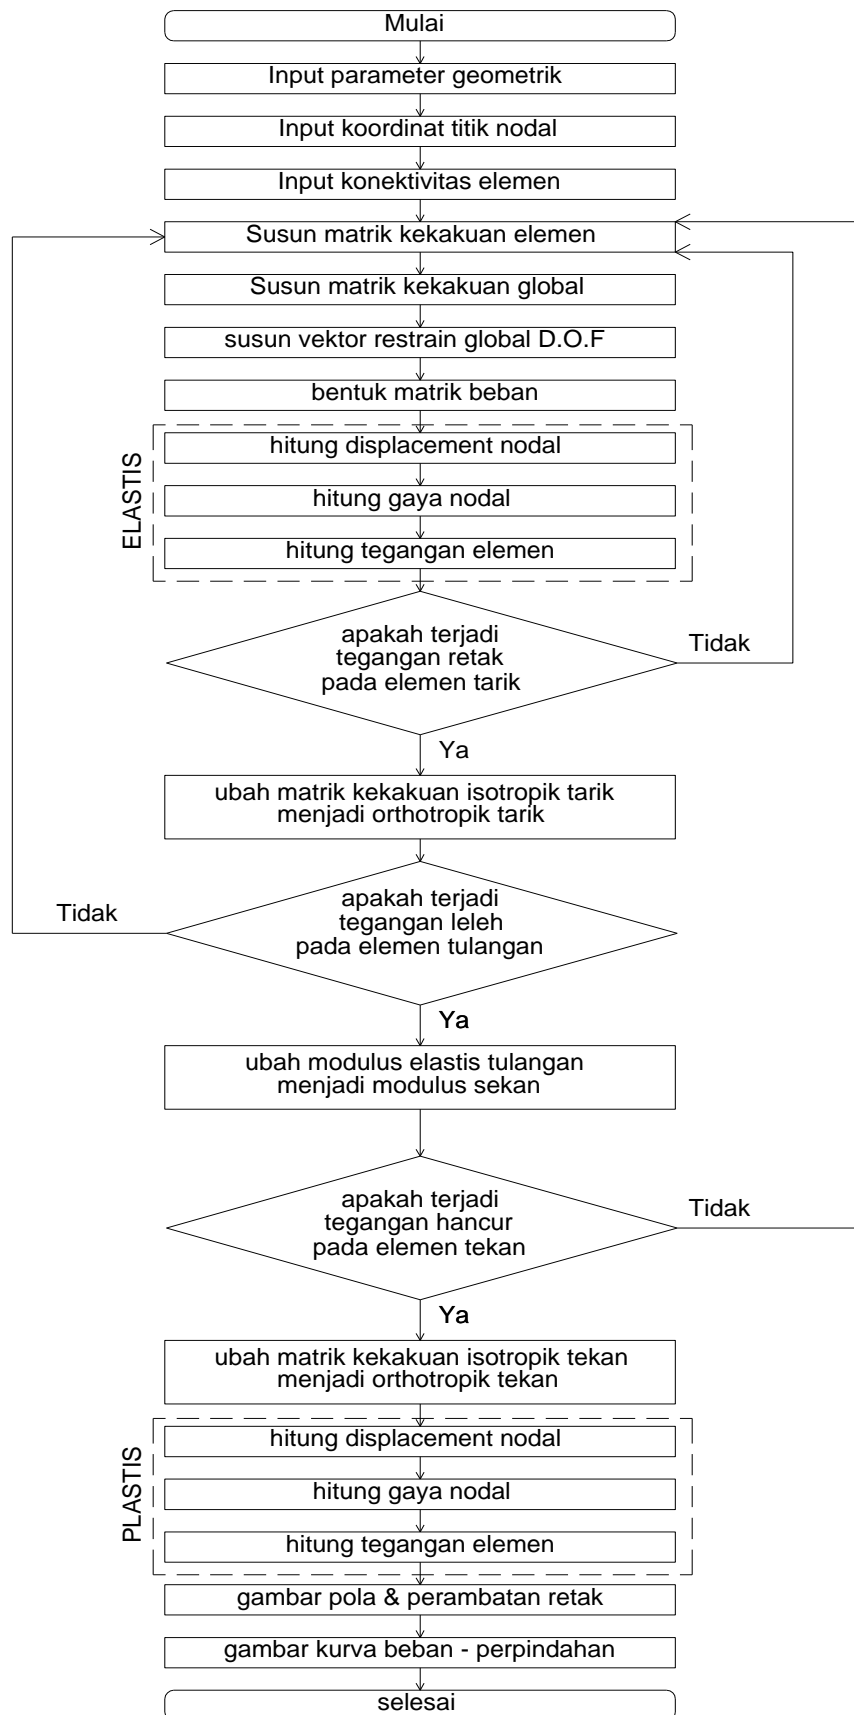 Mulai
Input parameter geometrik
Input koordinat titik nodal
Input konektivitas elemen
Susun matrik kekakuan elemen
Susun matrik kekakuan global
susun vektor restrain global D.O.F
bentuk matrik beban
ELASTIS
hitung displacement nodal
hitung gaya nodal
hitung tegangan elemen
apakah terjadi
tegangan retak
pada elemen tarik
Tidak
Ya
ubah matrik kekakuan isotropik tarik
menjadi orthotropik tarik
apakah terjadi
tegangan leleh
pada elemen tulangan
Tidak
Ya
ubah modulus elastis tulangan
menjadi modulus sekan
apakah terjadi
tegangan hancur
pada elemen tekan
Tidak
Ya
ubah matrik kekakuan isotropik tekan
menjadi orthotropik tekan
PLASTIS
hitung displacement nodal
hitung gaya nodal
hitung tegangan elemen
gambar pola & perambatan retak
gambar kurva beban - perpindahan
selesai